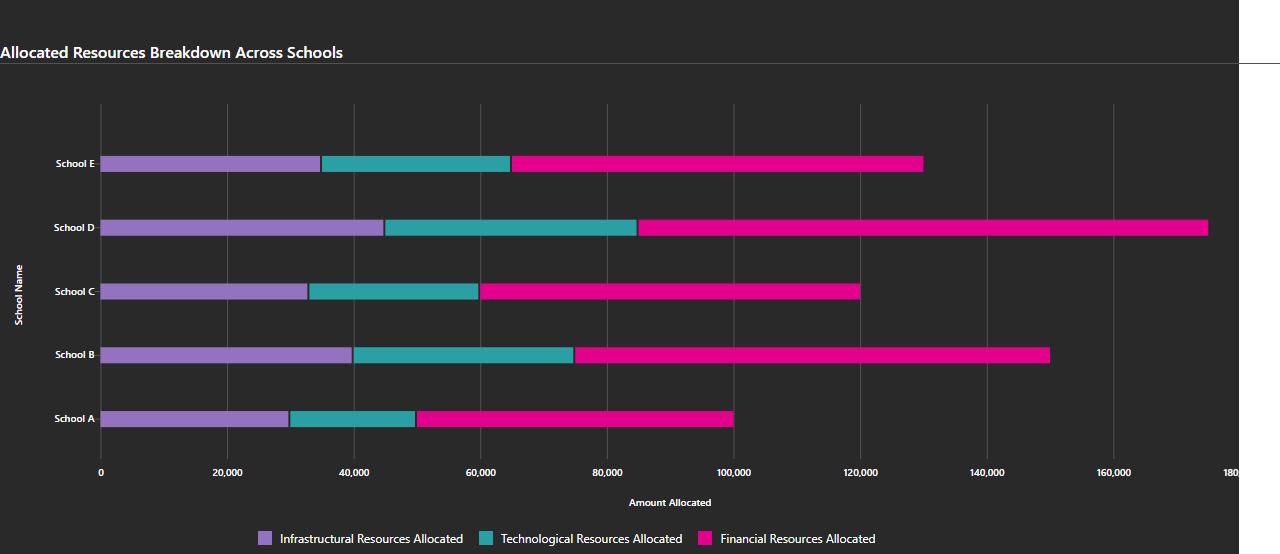 Allocated Resources Breakdown Across Schools
School E
School D
School C
School B
School A
School Name
0 20,000 40,000 60,000 80,000 100,000 120,000 140,000 160,000 180
Amount Allocated
Infrastructural Resources Allocated Technological Resources Allocated Financial Resources Allocated